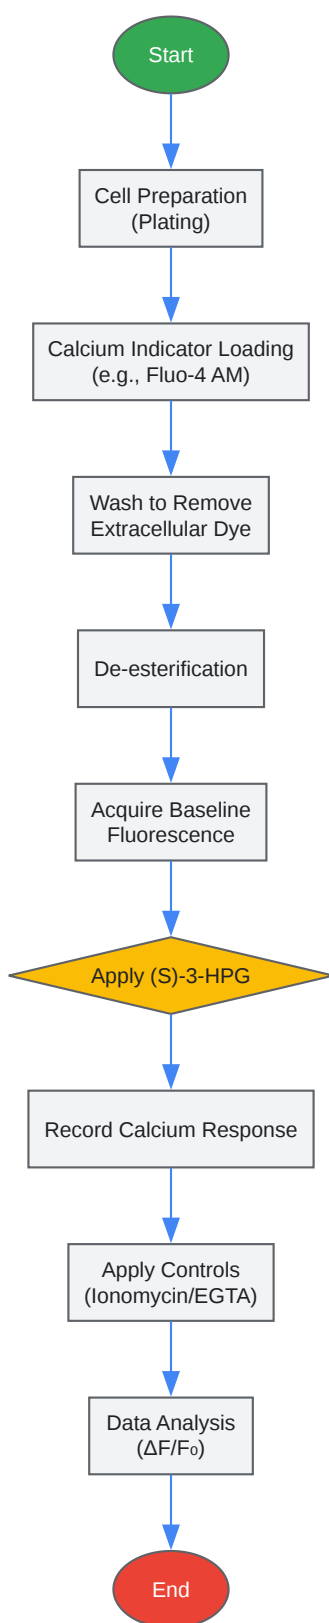 Start
Cell Preparation
(Plating)
Calcium Indicator Loading
(e.g., Fluo-4 AM)
Wash to Remove
Extracellular Dye
De-esterification
Acquire Baseline
Fluorescence
Apply (S)-3-HPG
Record Calcium Response
Apply Controls
(Ionomycin/EGTA)
Data Analysis
(ΔF/F₀)
End